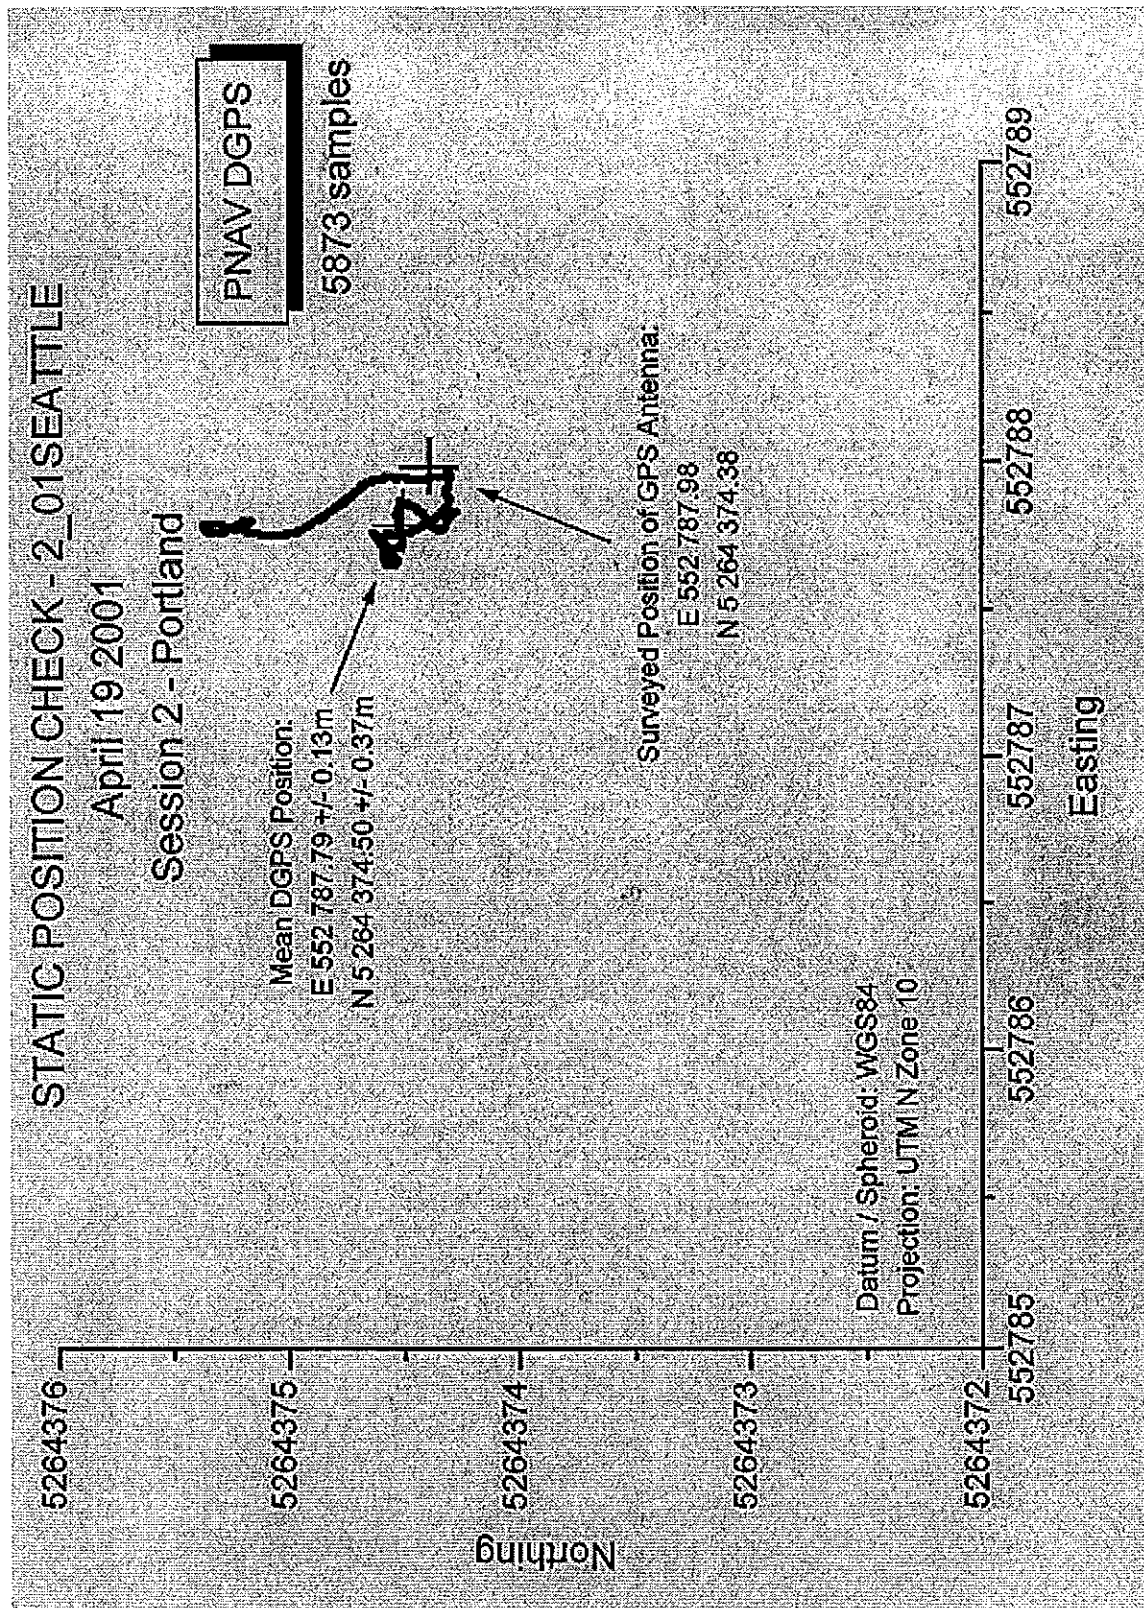 STATIC POSITION CHECK - 2_01SEATTLE
April 19 2001
Session 2 - Portland
PNAV DGPS
5873 samples
Mean DGPS Position:
E 552 787.79 +/- 0.13m
N 5 264 374.50 +/- 0.37m
Surveyed Position of GPS Antenna:
E 552 787.98
N 5 264 374.38
Datum / Spheroid: WGS84
Projection: UTM N Zone 10
Northing
5264376
5264375
5264374
5264373
5264372
552785
552786
552787
552788
552789
Easting